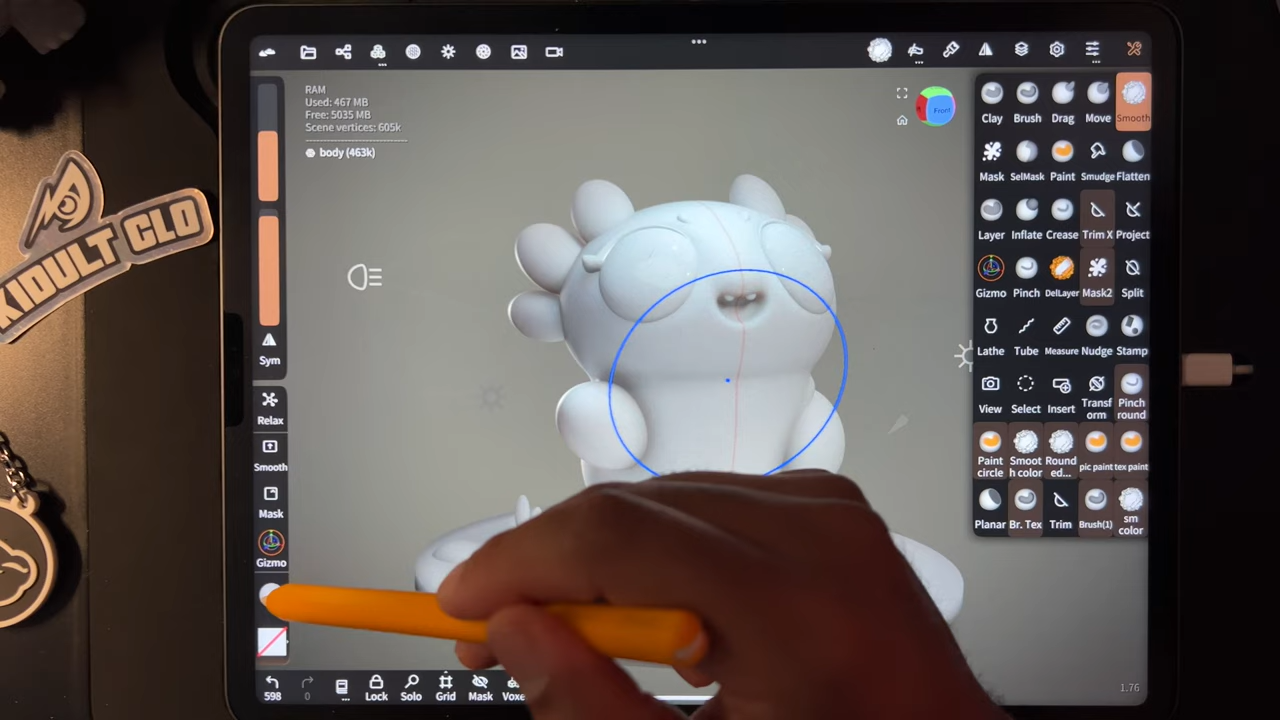 RAM
Used: 467 MB
Free: 5035 MB
Scene vertices: 605k
body (463k)
Front
KIDULT CLO
Sym
Relax
Smooth
Mask
Gizmo
598
0
Lock
Solo
Grid
Mask
Clay
Brush
Drag
Move
Smooth
Mask
SelMask
Paint
Smudge
Flatten
Layer
Inflate
Crease
Trim X
Project
Gizmo
Pinch
DelLayer
Mask2
Split
Lathe
Tube
Measure
Nudge
Stamp
View
Select
Insert
Transf
orm
Pinch
round
Paint
circle
Smoot
h color
Round
ed...
pic paint
tex paint
Planar
Br. Tex
Trim
Brush(1)
sm
color
1.76